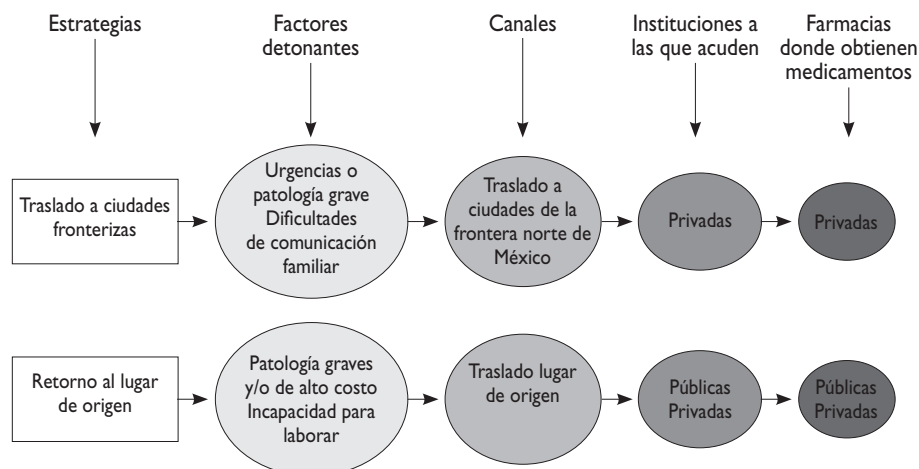 Estrategias
Factores
detonantes
Canales
Instituciones a
las que acuden
Farmacias
donde obtienen
medicamentos
Traslado a ciudades
fronterizas
Urgencias o
patología grave
Dificultades
de comunicación
familiar
Traslado a
ciudades de la
frontera norte de
México
Privadas
Privadas
Retorno al lugar
de origen
Patología graves
y/o de alto costo
Incapacidad para
laborar
Traslado lugar
de origen
Públicas
Privadas
Públicas
Privadas